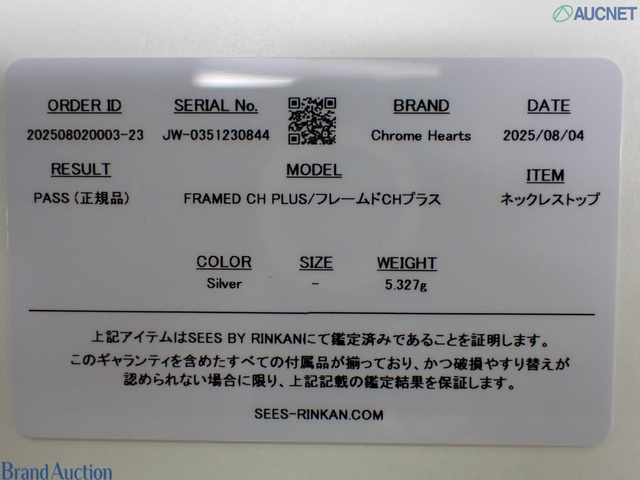 AUCNET
ORDER ID SERIAL No. BRAND DATE
202508020003-23 JW-0351230844 Chrome Hearts 2025/08/04
RESULT MODEL ITEM
PASS（正規品） FRAMED CH PLUS/フレームドCHプラス ネックレストップ
COLOR SIZE WEIGHT
Silver - 5.327g
上記アイテムはSEES BY RINKANにて鑑定済みであることを証明します。
このギャランティを含めたすべての付属品が揃っており、かつ破損やすり替えが
認められない場合に限り、上記記載の鑑定結果を保証します。
SEES-RINKAN.COM
Brand Auction